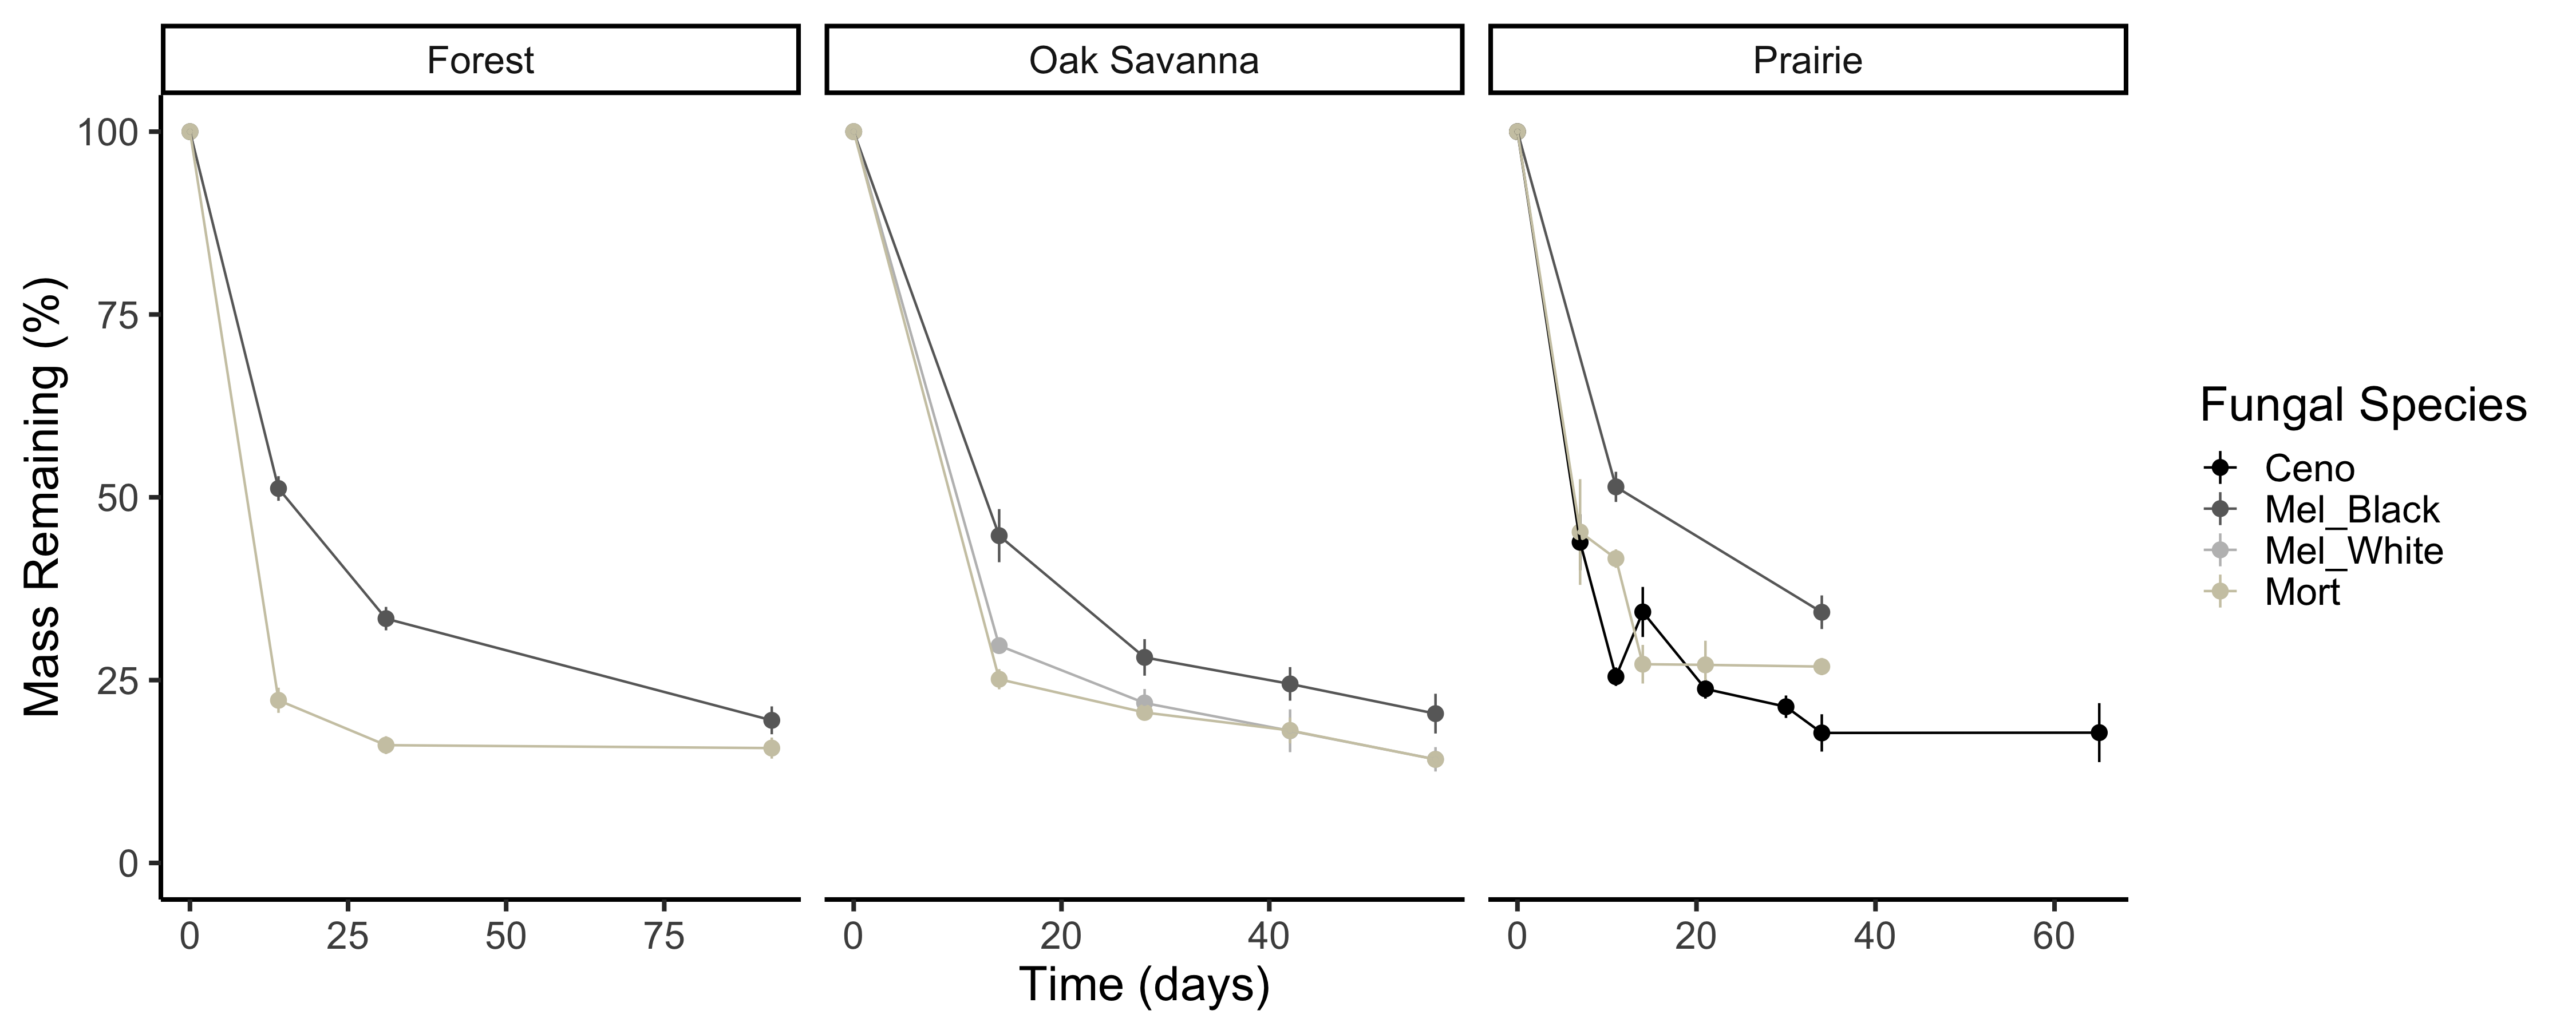 Forest
Oak Savanna
Prairie
Mass Remaining (%)
100
75
50
25
0
0 25 50 75
0 20 40
0 20 40 60
Time (days)
Fungal Species
Ceno
Mel_Black
Mel_White
Mort